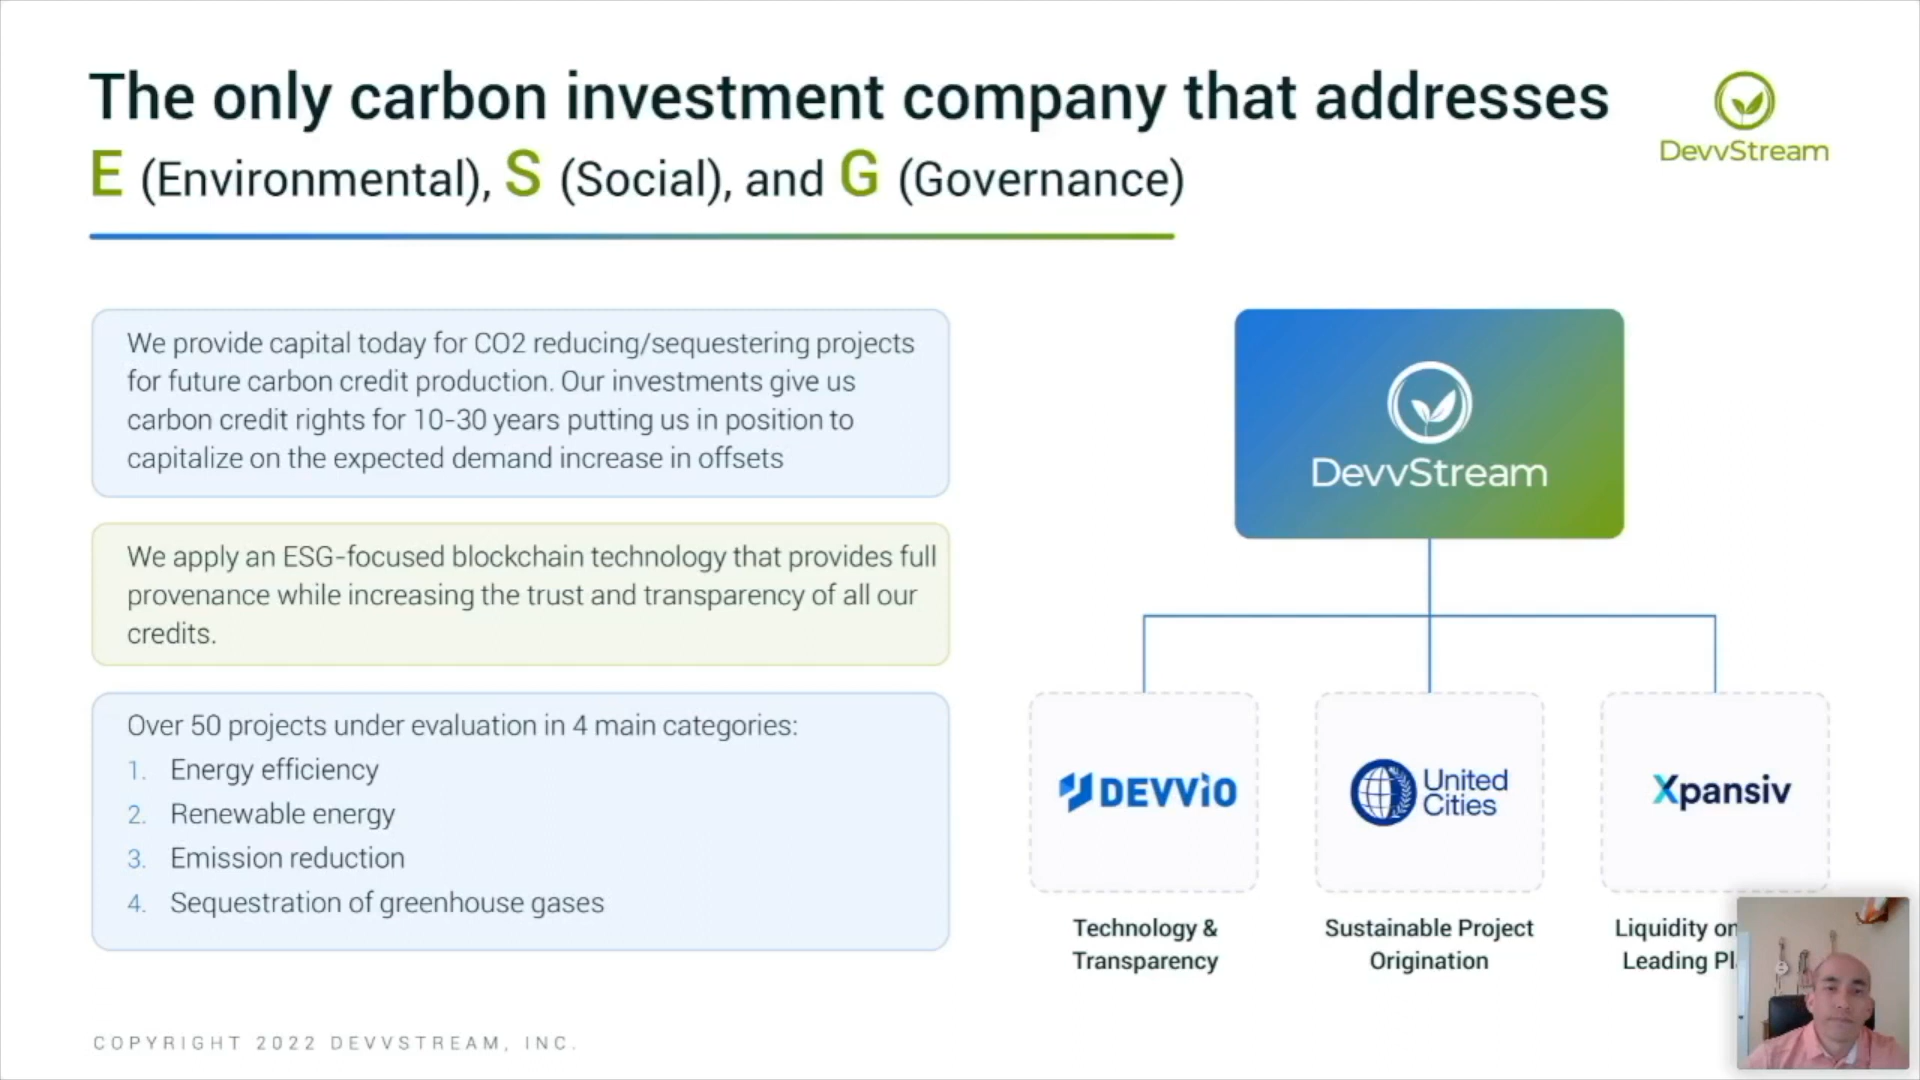 The only carbon investment company that addresses
E (Environmental), S (Social), and G (Governance)
DevvStream
We provide capital today for CO2 reducing/sequestering projects
for future carbon credit production. Our investments give us
carbon credit rights for 10-30 years putting us in position to
capitalize on the expected demand increase in offsets
We apply an ESG-focused blockchain technology that provides full
provenance while increasing the trust and transparency of all our
credits.
Over 50 projects under evaluation in 4 main categories:
1. Energy efficiency
2. Renewable energy
3. Emission reduction
4. Sequestration of greenhouse gases
DevvStream
DEVVIO
Technology &
Transparency
United
Cities
Sustainable Project
Origination
Xpansiv
Liquidity
Leading
COPYRIGHT 2022 DEVVSTREAM, INC.